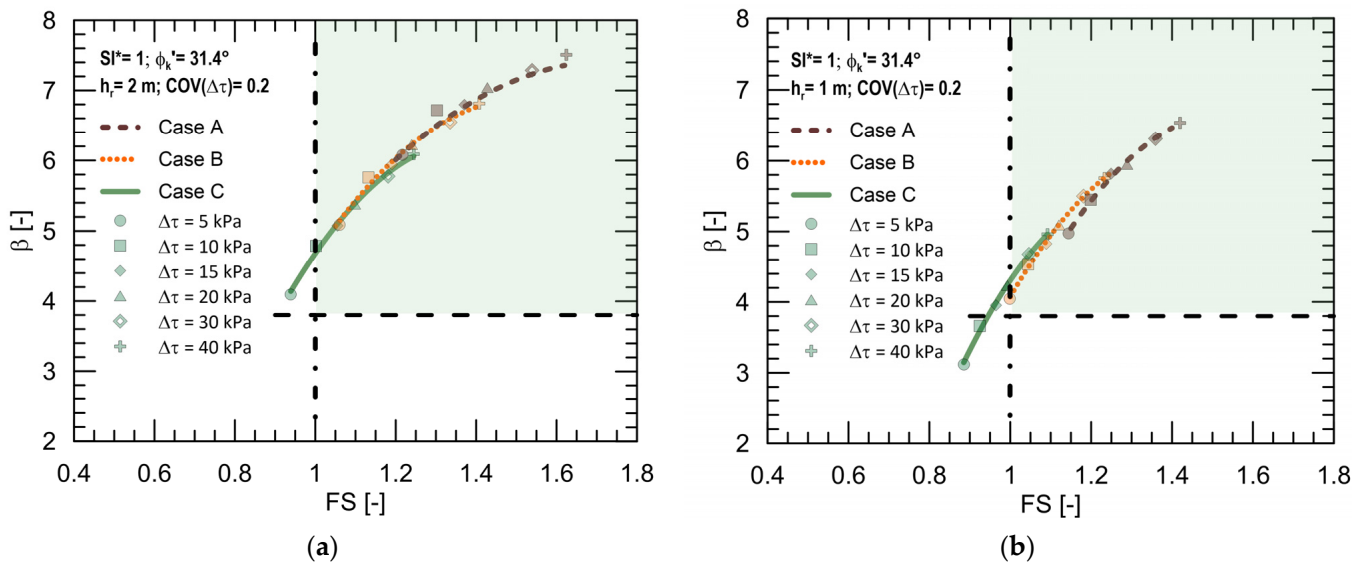 8
7
6
5
4
3
2
β [-]
SI*= 1; ϕk'= 31.4°
hr= 2 m; COV(Δτ)= 0.2
Case A
Case B
Case C
Δτ = 5 kPa
Δτ = 10 kPa
Δτ = 15 kPa
Δτ = 20 kPa
Δτ = 30 kPa
Δτ = 40 kPa
0.4 0.6 0.8 1 1.2 1.4 1.6 1.8
FS [-]
(a)
8
7
6
5
4
3
2
β [-]
SI*= 1; ϕk'= 31.4°
hr= 1 m; COV(Δτ)= 0.2
Case A
Case B
Case C
Δτ = 5 kPa
Δτ = 10 kPa
Δτ = 15 kPa
Δτ = 20 kPa
Δτ = 30 kPa
Δτ = 40 kPa
0.4 0.6 0.8 1 1.2 1.4 1.6 1.8
FS [-]
(b)